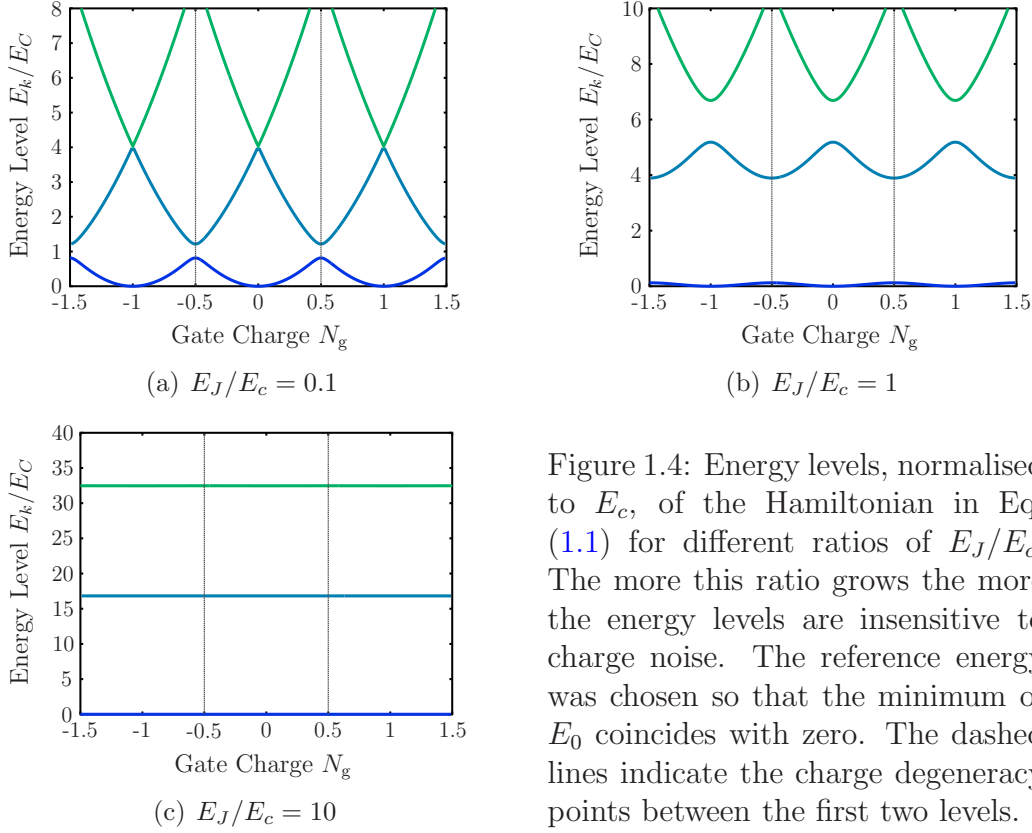 8
7
6
5
4
3
2
1
0
Energy Level E_k/E_C
-1.5 -1 -0.5 0 0.5 1 1.5
Gate Charge N_g
(a) E_J/E_c = 0.1
10
8
6
4
2
0
Energy Level E_k/E_C
-1.5 -1 -0.5 0 0.5 1 1.5
Gate Charge N_g
(b) E_J/E_c = 1
40
35
30
25
20
15
10
5
0
Energy Level E_k/E_C
-1.5 -1 -0.5 0 0.5 1 1.5
Gate Charge N_g
(c) E_J/E_c = 10
Figure 1.4: Energy levels, normalised
to E_c, of the Hamiltonian in Eq
(1.1) for different ratios of E_J/E_c
The more this ratio grows the more
the energy levels are insensitive to
charge noise. The reference energy
was chosen so that the minimum of
E_0 coincides with zero. The dashed
lines indicate the charge degeneracy
points between the first two levels.